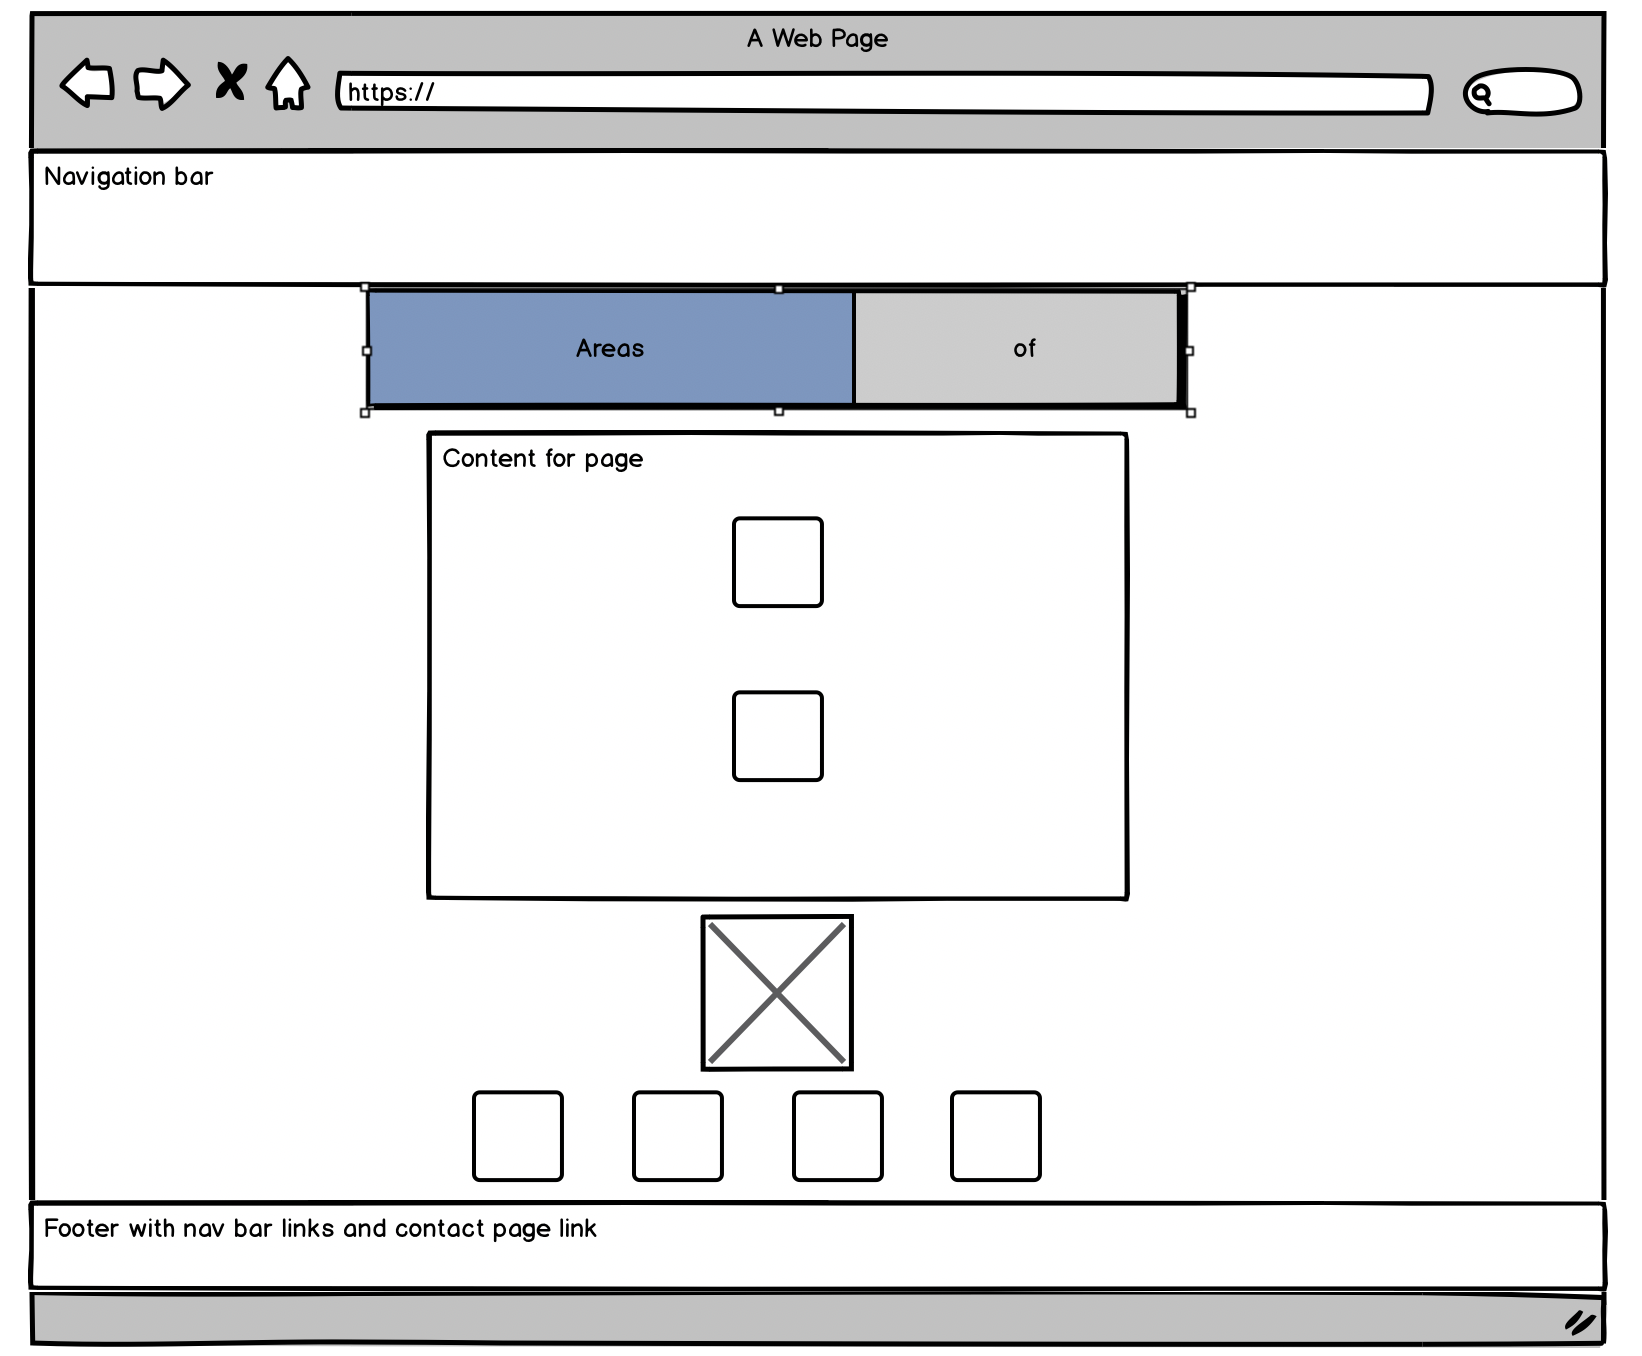 A Web Page
https://
Navigation bar
Areas of
Content for page
Footer with nav bar links and contact page link